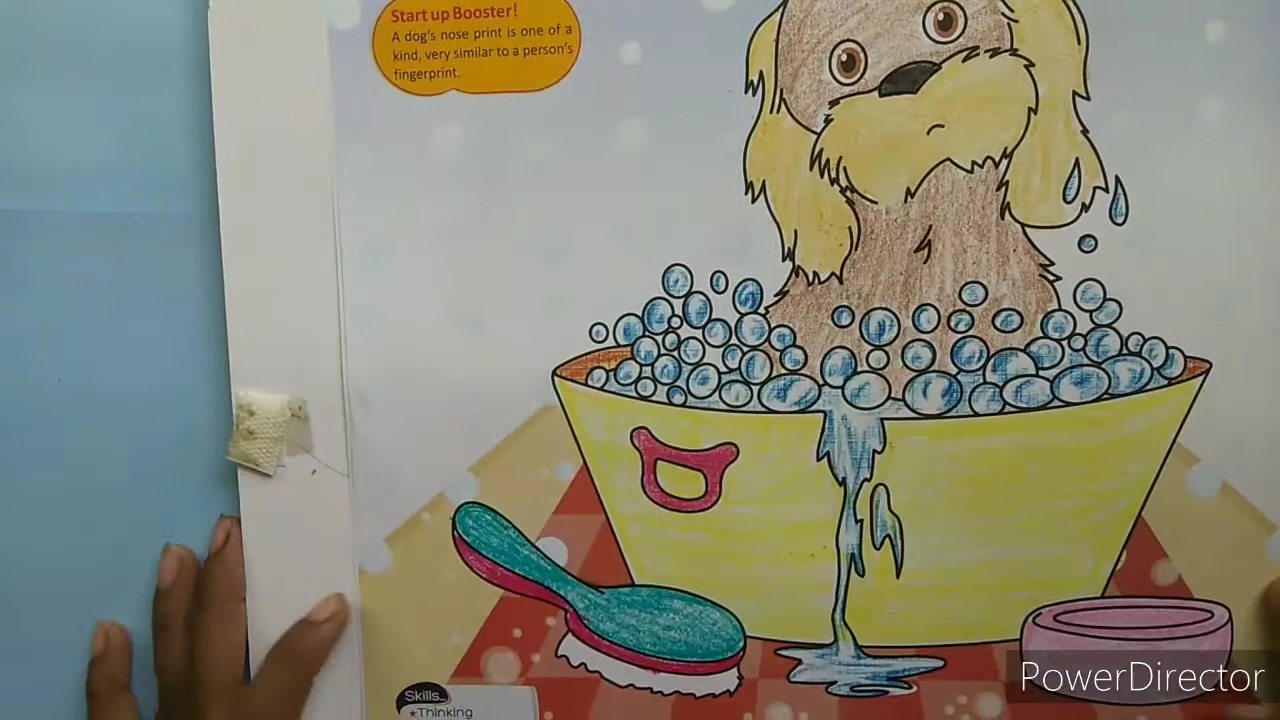 Start up Booster!
A dog's nose print is one of a
kind, very similar to a person's
fingerprint.
Skills
★Thinking
PowerDirector